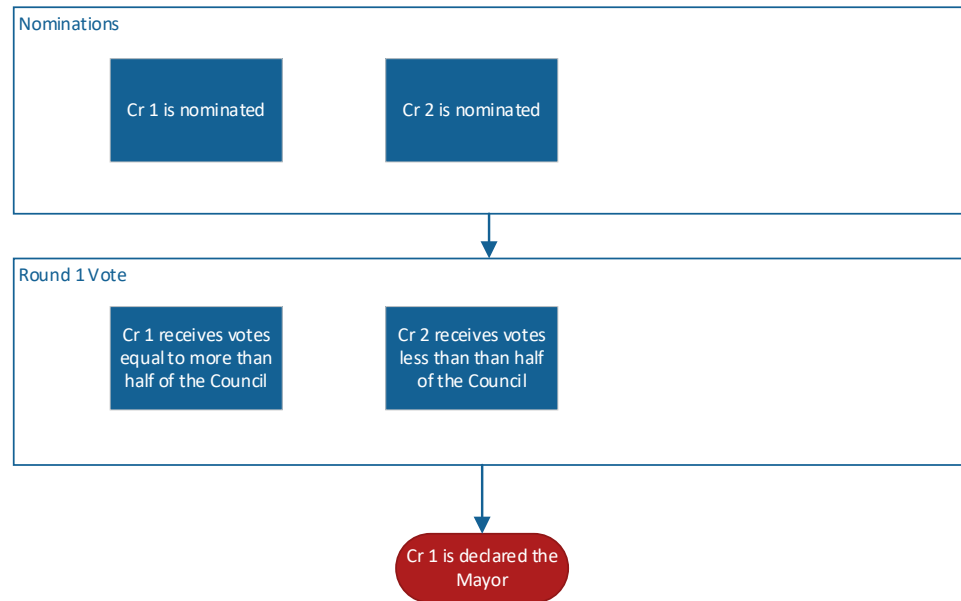 Nominations
Cr 1 is nominated
Cr 2 is nominated
Round 1 Vote
Cr 1 receives votes
equal to more than
half of the Council
Cr 2 receives votes
less than than half
of the Council
Cr 1 is declared the
Mayor